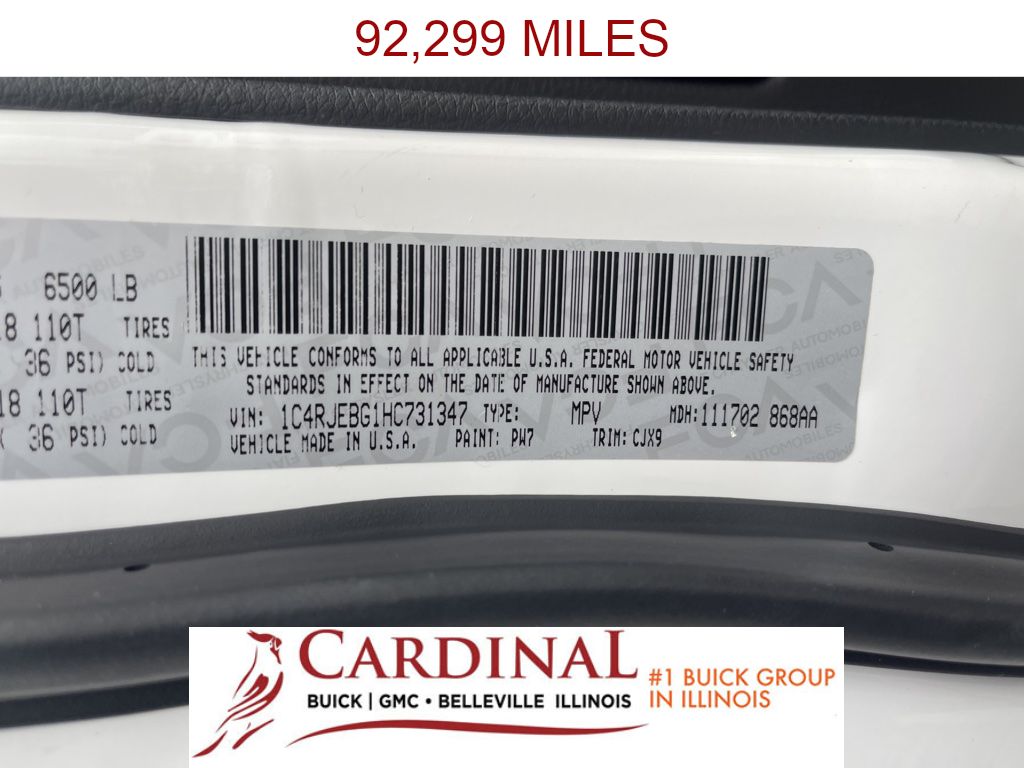 92,299 MILES
6500 LB
110T TIRES
36 PSI) COLD
18 110T TIRES
36 PSI) COLD
THIS VEHICLE CONFORMS TO ALL APPLICABLE U.S.A. FEDERAL MOTOR VEHICLE SAFETY
STANDARDS IN EFFECT ON THE DATE OF MANUFACTURE SHOWN ABOVE.
VIN: 1C4RJEBG1HC731347 TYPE: MPV MDH: 111702 868AA
VEHICLE MADE IN U.S.A. PAINT: PW7 TRIM: CJX9
CARDINAL
BUICK | GMC • BELLEVILLE ILLINOIS
#1 BUICK GROUP
IN ILLINOIS